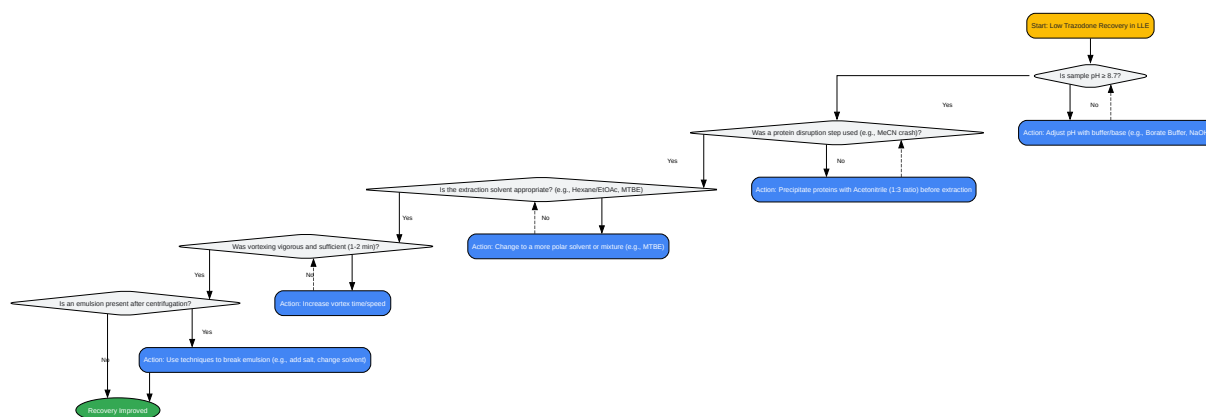 Start: Low Trazodone Recovery in LLE
Is sample pH ≥ 8.7?
Yes
No
Was a protein disruption step used (e.g., MeCN crash)?
Action: Adjust pH with buffer/base (e.g., Borate Buffer, NaOH
Yes
No
Is the extraction solvent appropriate? (e.g., Hexane/EtOAc, MTBE)
Action: Precipitate proteins with Acetonitrile (1:3 ratio) before extraction
Yes
No
Was vortexing vigorous and sufficient (1-2 min)?
Action: Change to a more polar solvent or mixture (e.g., MTBE)
Yes
No
Is an emulsion present after centrifugation?
Action: Increase vortex time/speed
Yes
No
Action: Use techniques to break emulsion (e.g., add salt, change solvent)
Recovery Improved